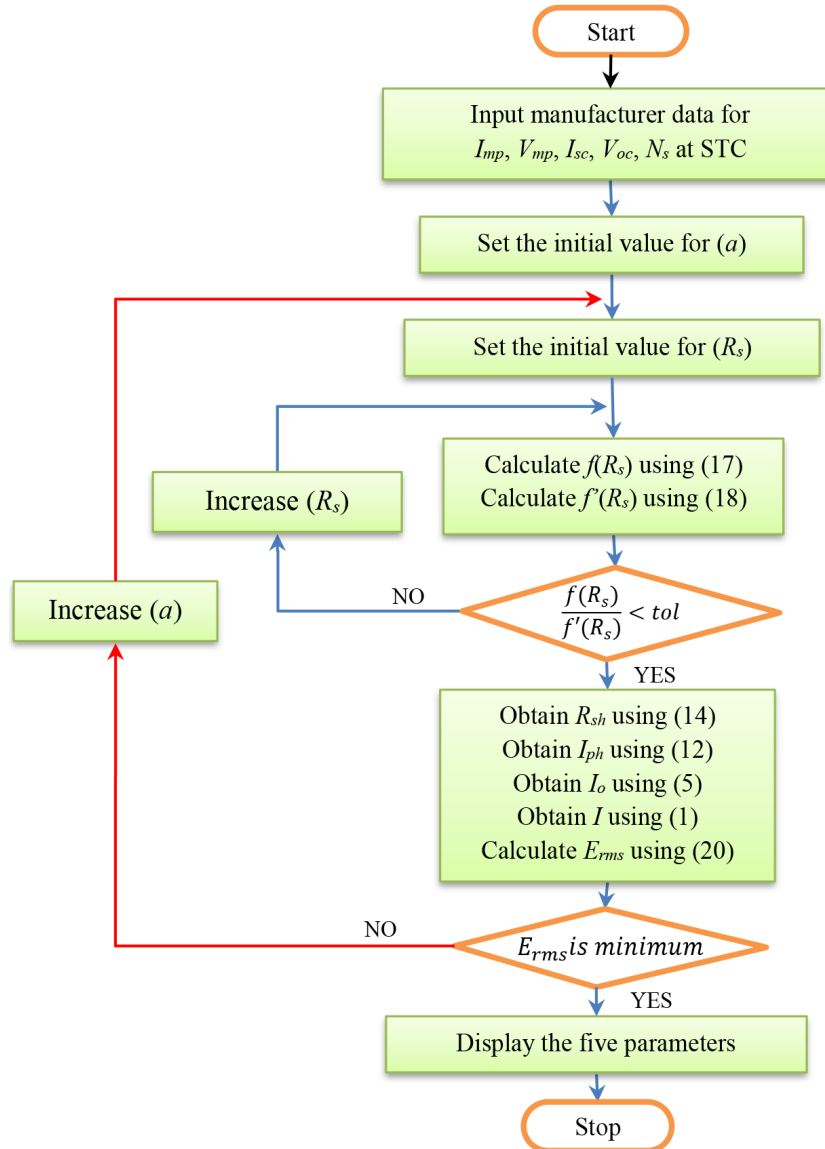 Start
Input manufacturer data for
Imp, Vmp, Isc, Voc, Ns at STC
Set the initial value for (a)
Set the initial value for (Rs)
Calculate f(Rs) using (17)
Calculate f'(Rs) using (18)
Increase (Rs)
Increase (a)
NO
f(Rs)
f'(Rs) < tol
YES
Obtain Rsh using (14)
Obtain Iph using (12)
Obtain Io using (5)
Obtain I using (1)
Calculate Erms using (20)
NO
Erms is minimum
YES
Display the five parameters
Stop